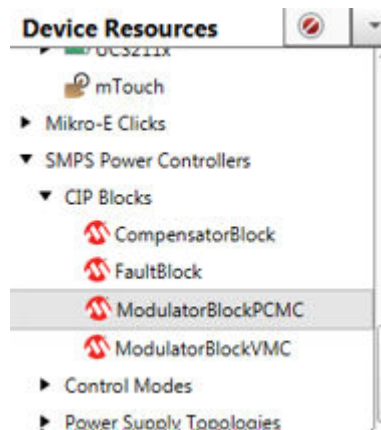 Device Resources
UCS211x
mTouch
Mikro-E Clicks
SMPS Power Controllers
CIP Blocks
CompensatorBlock
FaultBlock
ModulatorBlockPCMC
ModulatorBlockVMC
Control Modes
Power Supply Topologies